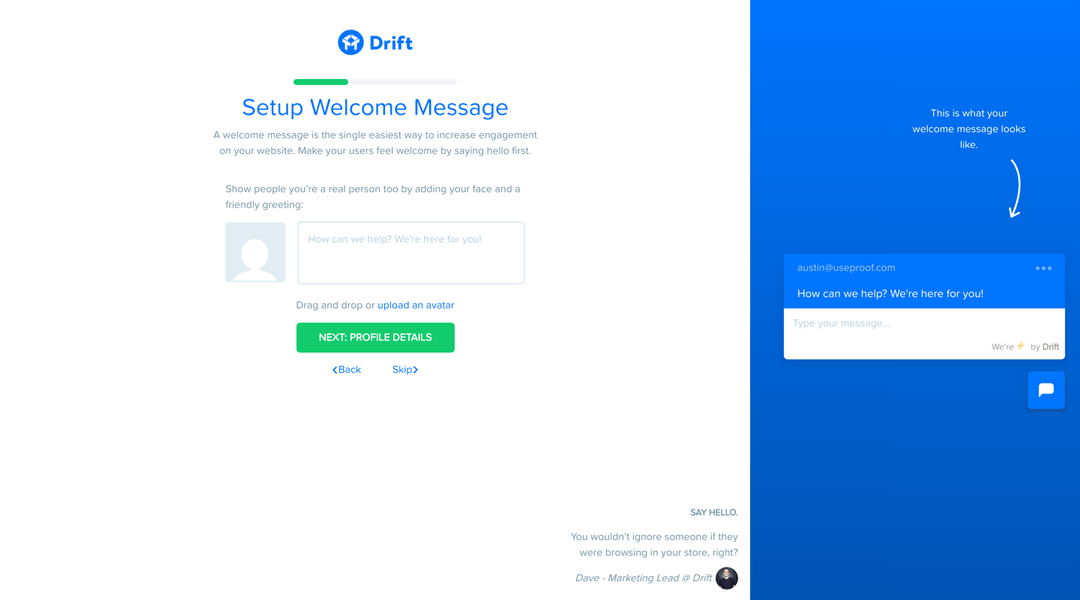 Drift
Setup Welcome Message
A welcome message is the single easiest way to increase engagement
on your website. Make your users feel welcome by saying hello first.
Show people you're a real person too by adding your face and a
friendly greeting:
How can we help? We're here for you!
Drag and drop or upload an avatar
NEXT: PROFILE DETAILS
Back
Skip
SAY HELLO.
You wouldn't ignore someone if they
were browsing in your store, right?
Dave - Marketing Lead @ Drift
This is what your
welcome message looks
like.
austin@useproof.com
How can we help? We're here for you!
Type your message...
We're ⚡ by Drift